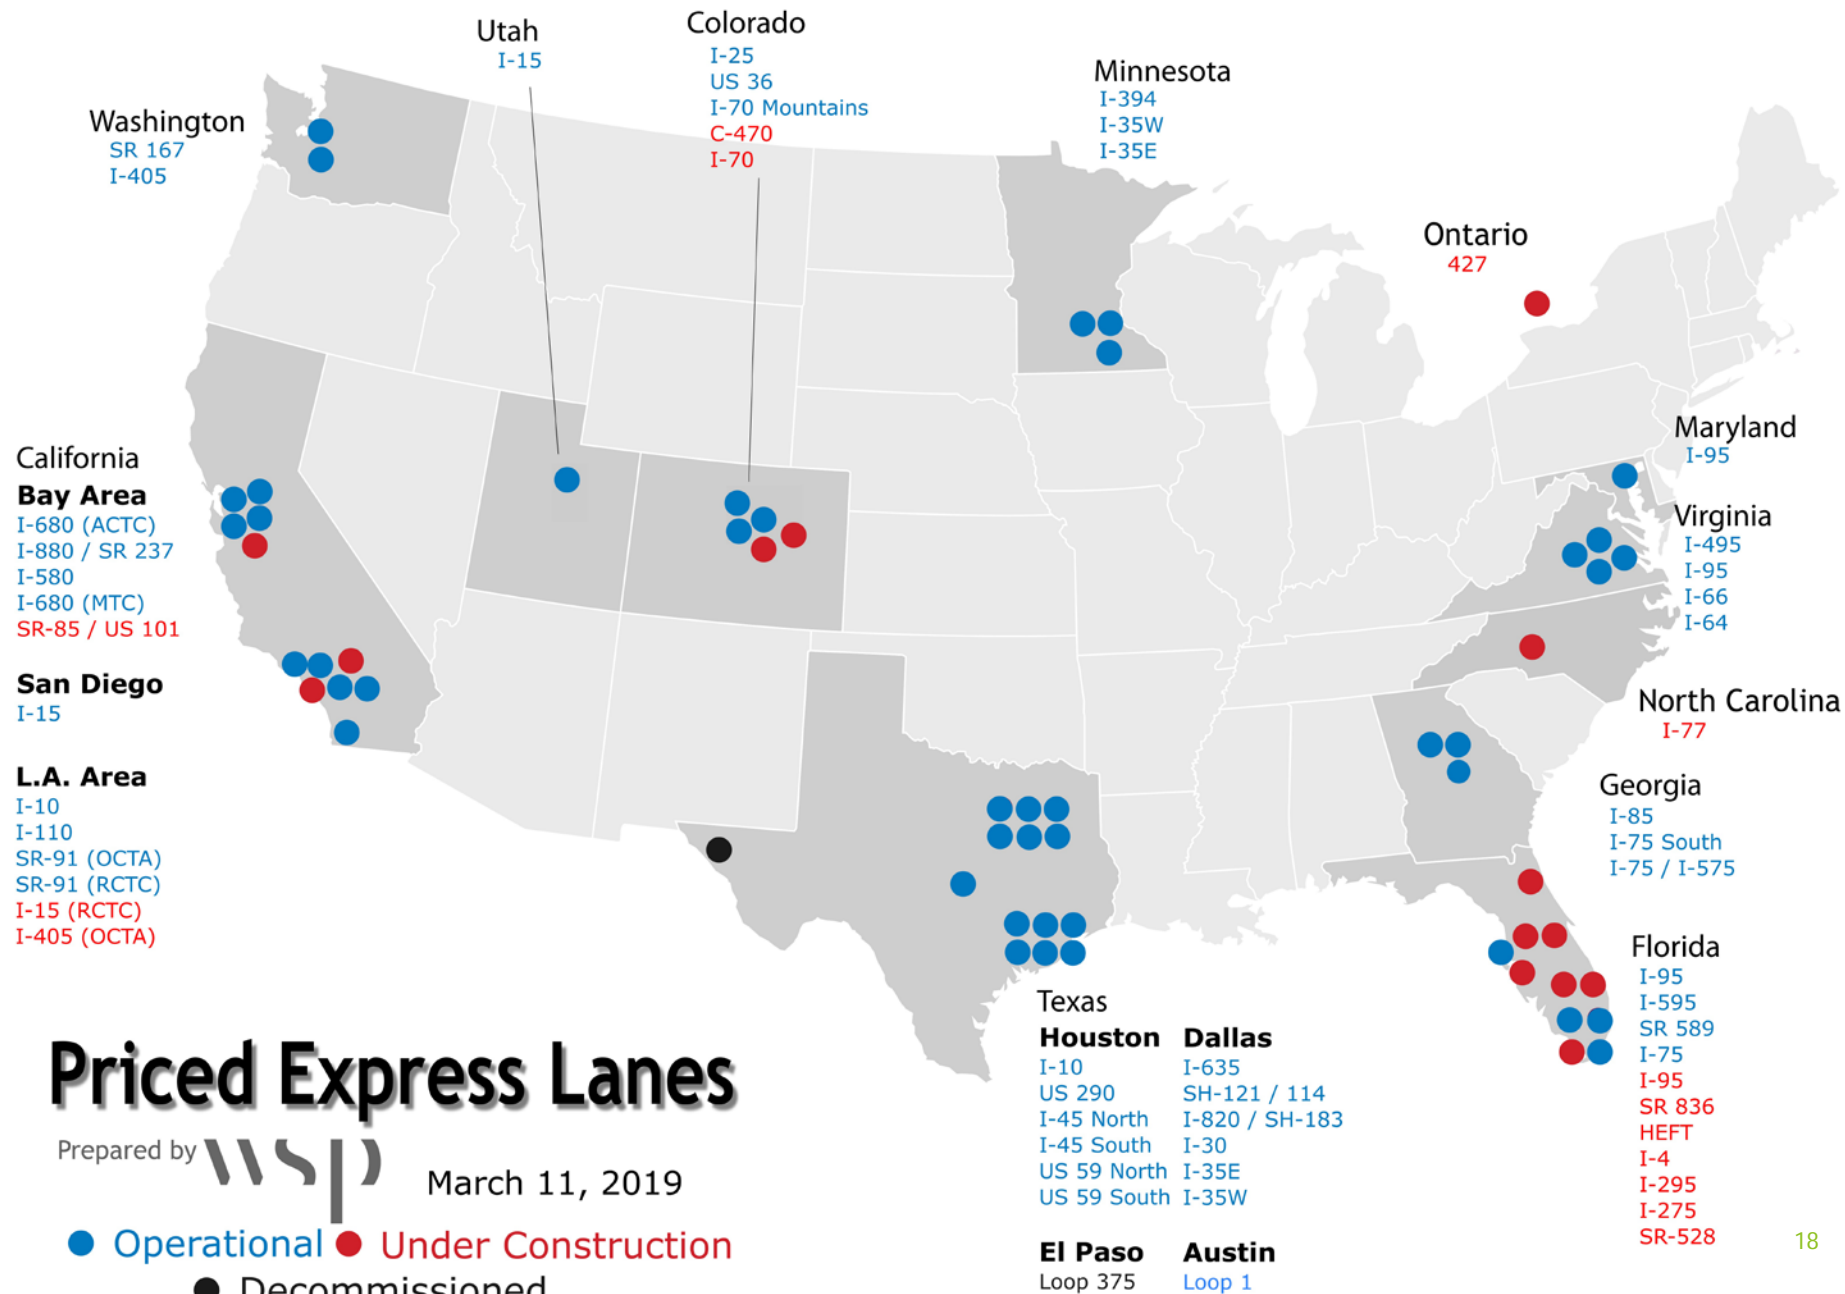 Utah
I-15
Colorado
I-25
US 36
I-70 Mountains
C-470
I-70
Minnesota
I-394
I-35W
I-35E
Washington
SR 167
I-405
Ontario
427
Maryland
I-95
Virginia
I-495
I-95
I-66
I-64
North Carolina
I-77
Georgia
I-85
I-75 South
I-75 / I-575
Florida
I-95
I-595
SR 589
I-75
I-95
SR 836
HEFT
I-4
I-295
I-275
SR-528
California
Bay Area
I-680 (ACTC)
I-880 / SR 237
I-580
I-680 (MTC)
SR-85 / US 101
San Diego
I-15
L.A. Area
I-10
I-110
SR-91 (OCTA)
SR-91 (RCTC)
I-15 (RCTC)
I-405 (OCTA)
Texas
Houston
I-10
US 290
I-45 North
I-45 South
US 59 North
US 59 South
Dallas
I-635
SH-121 / 114
I-820 / SH-183
I-30
I-35E
I-35W
El Paso
Loop 375
Austin
Loop 1
Priced Express Lanes
Prepared by wsp
March 11, 2019
Operational
Under Construction
Decommissioned
18